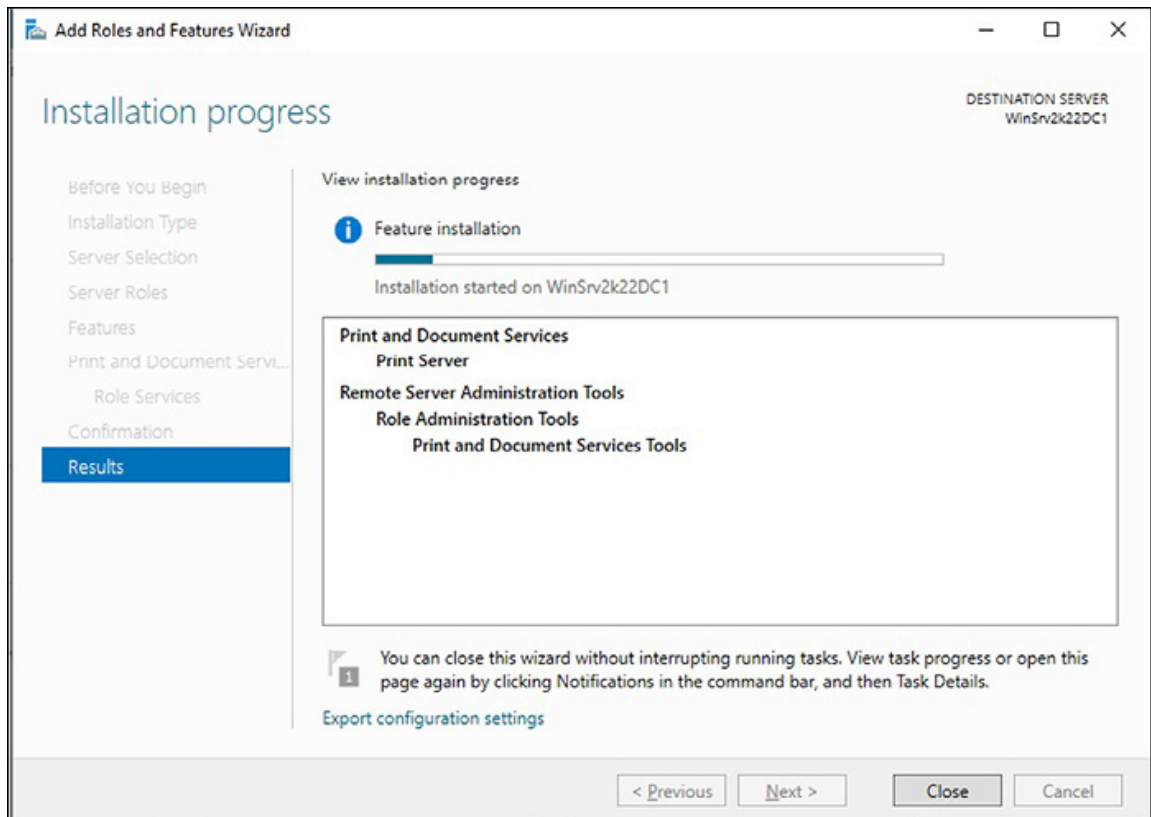 Add Roles and Features Wizard
Installation progress
DESTINATION SERVER
WinSrv2k22DC1
Before You Begin
Installation Type
Server Selection
Server Roles
Features
Print and Document Servi...
Role Services
Confirmation
Results
View installation progress
Feature installation
Installation started on WinSrv2k22DC1
Print and Document Services
Print Server
Remote Server Administration Tools
Role Administration Tools
Print and Document Services Tools
1
You can close this wizard without interrupting running tasks. View task progress or open this
page again by clicking Notifications in the command bar, and then Task Details.
Export configuration settings
< Previous
Next >
Close
Cancel